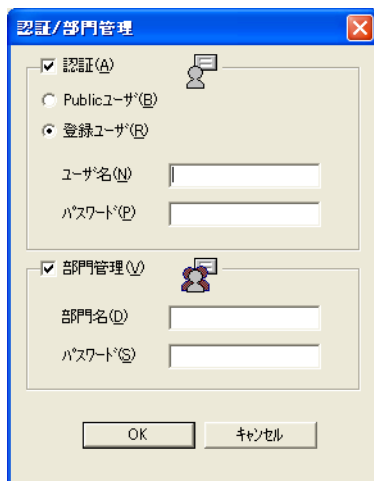 認証/部門管理
認証(A)
Publicユーザ(B)
登録ユーザ(R)
ユーザ名(N)
パスワード(P)
部門管理(V)
部門名(D)
パスワード(S)
OK キャンセル